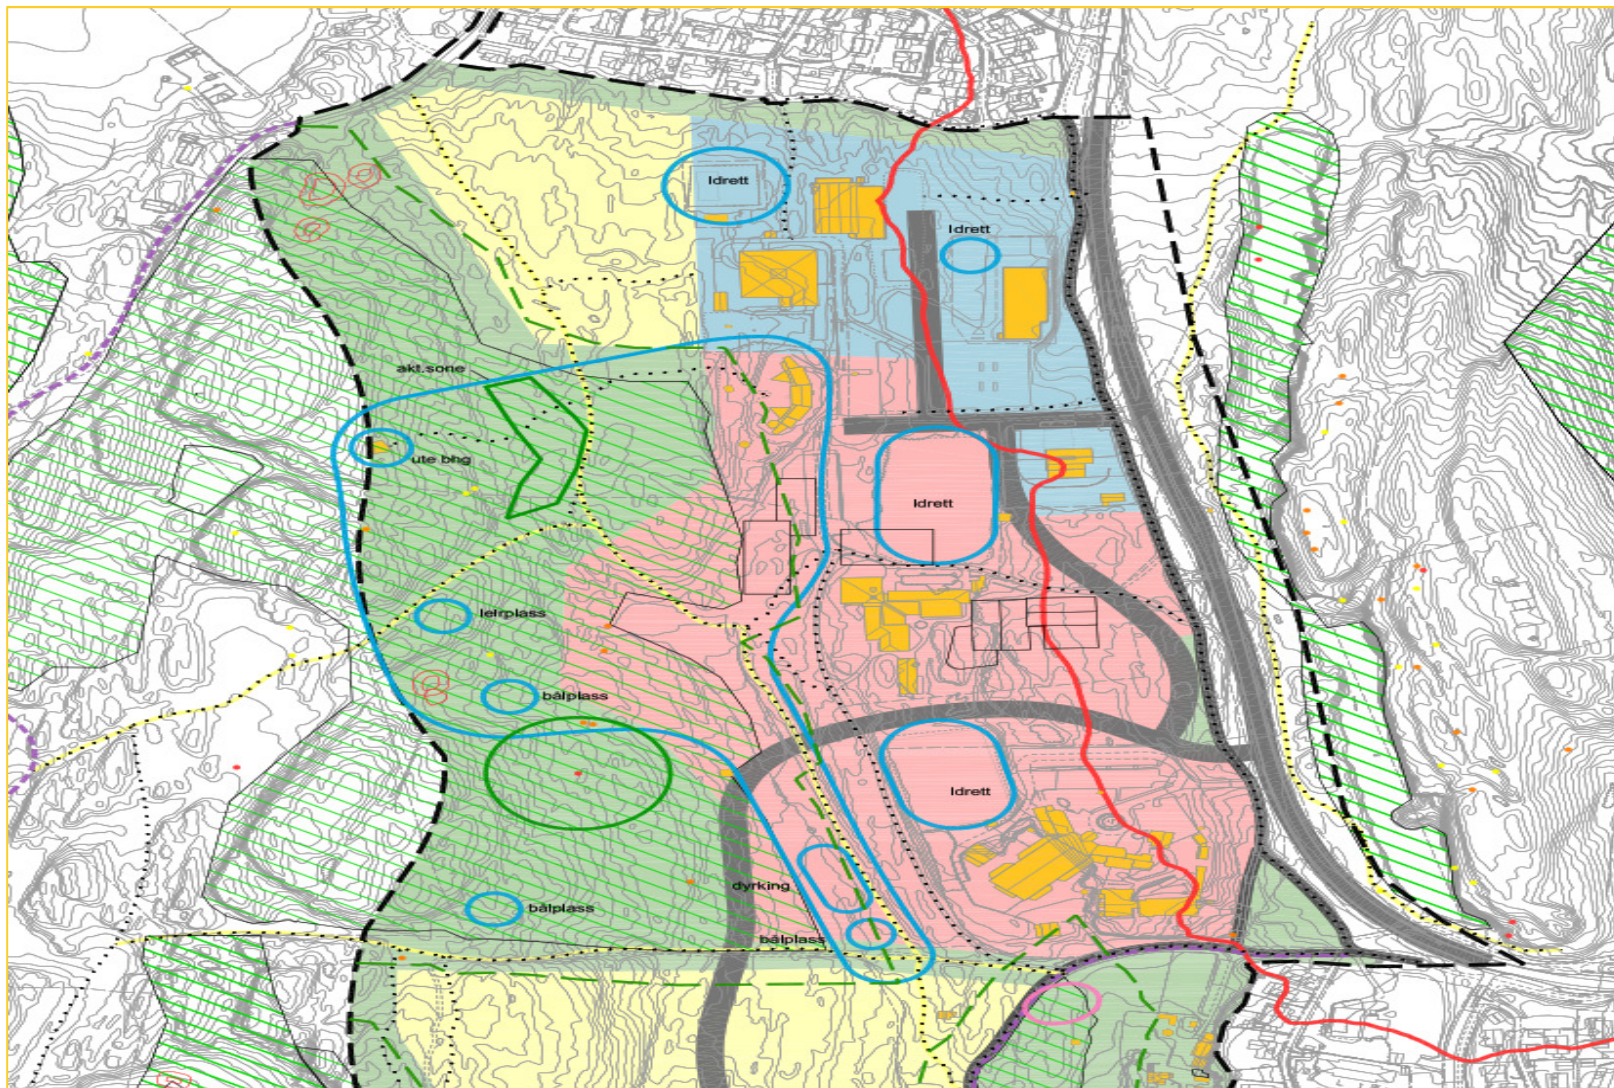 Idrett
Idrett
akt.sone
ute bhg
Idrett
leirplass
bålplass
Idrett
dyrking
bålplass
bålplass